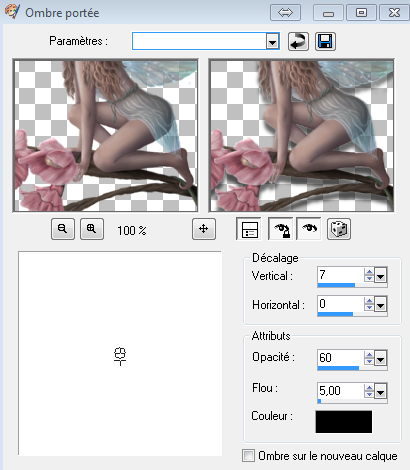 Ombre portée
Paramètres :
100 %
Décalage
Vertical : 7
Horizontal : 0
Attributs
Opacité : 60
Flou : 5,00
Couleur :
Ombre sur le nouveau calque